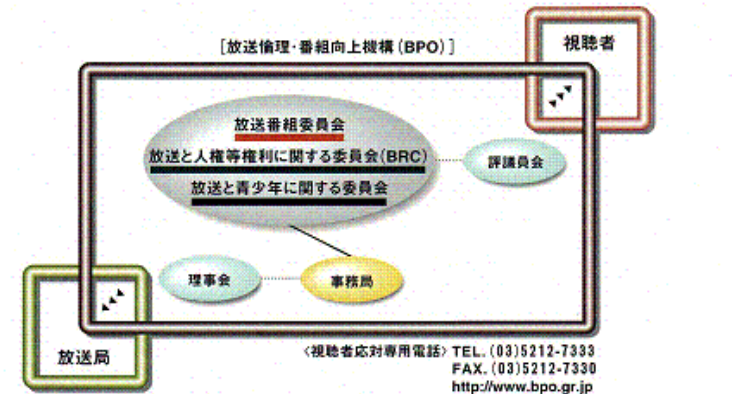 [放送倫理・番組向上機構(BPO)]
視聴者
放送番組委員会
放送と人権等権利に関する委員会(BRC)
放送と青少年に関する委員会
評議員会
理事会
事務局
放送局
〈視聴者応対専用電話〉TEL.(03)5212-7333
FAX.(03)5212-7330
http://www.bpo.gr.jp